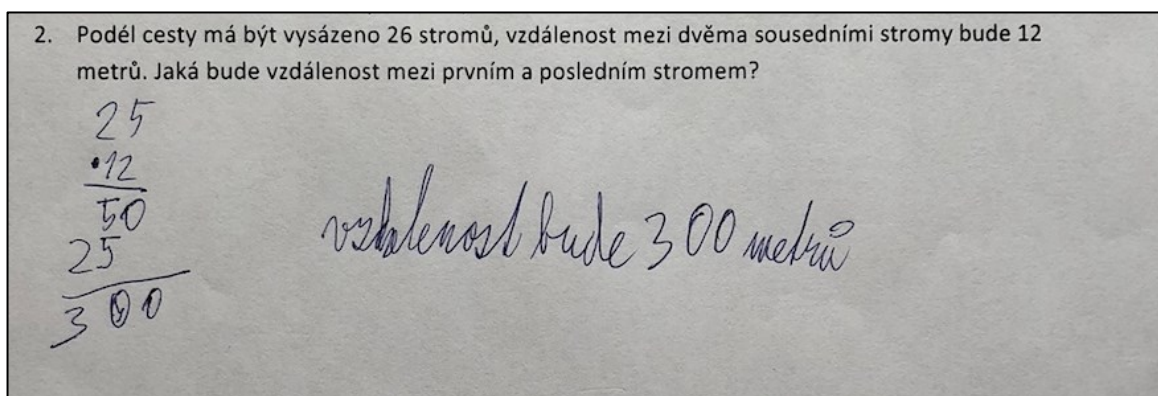 2. Podél cesty má být vysázeno 26 stromů, vzdálenost mezi dvěma sousedními stromy bude 12
metrů. Jaká bude vzdálenost mezi prvním a posledním stromem?
25
·12
50
25
300
vzdálenost bude 300 metrů